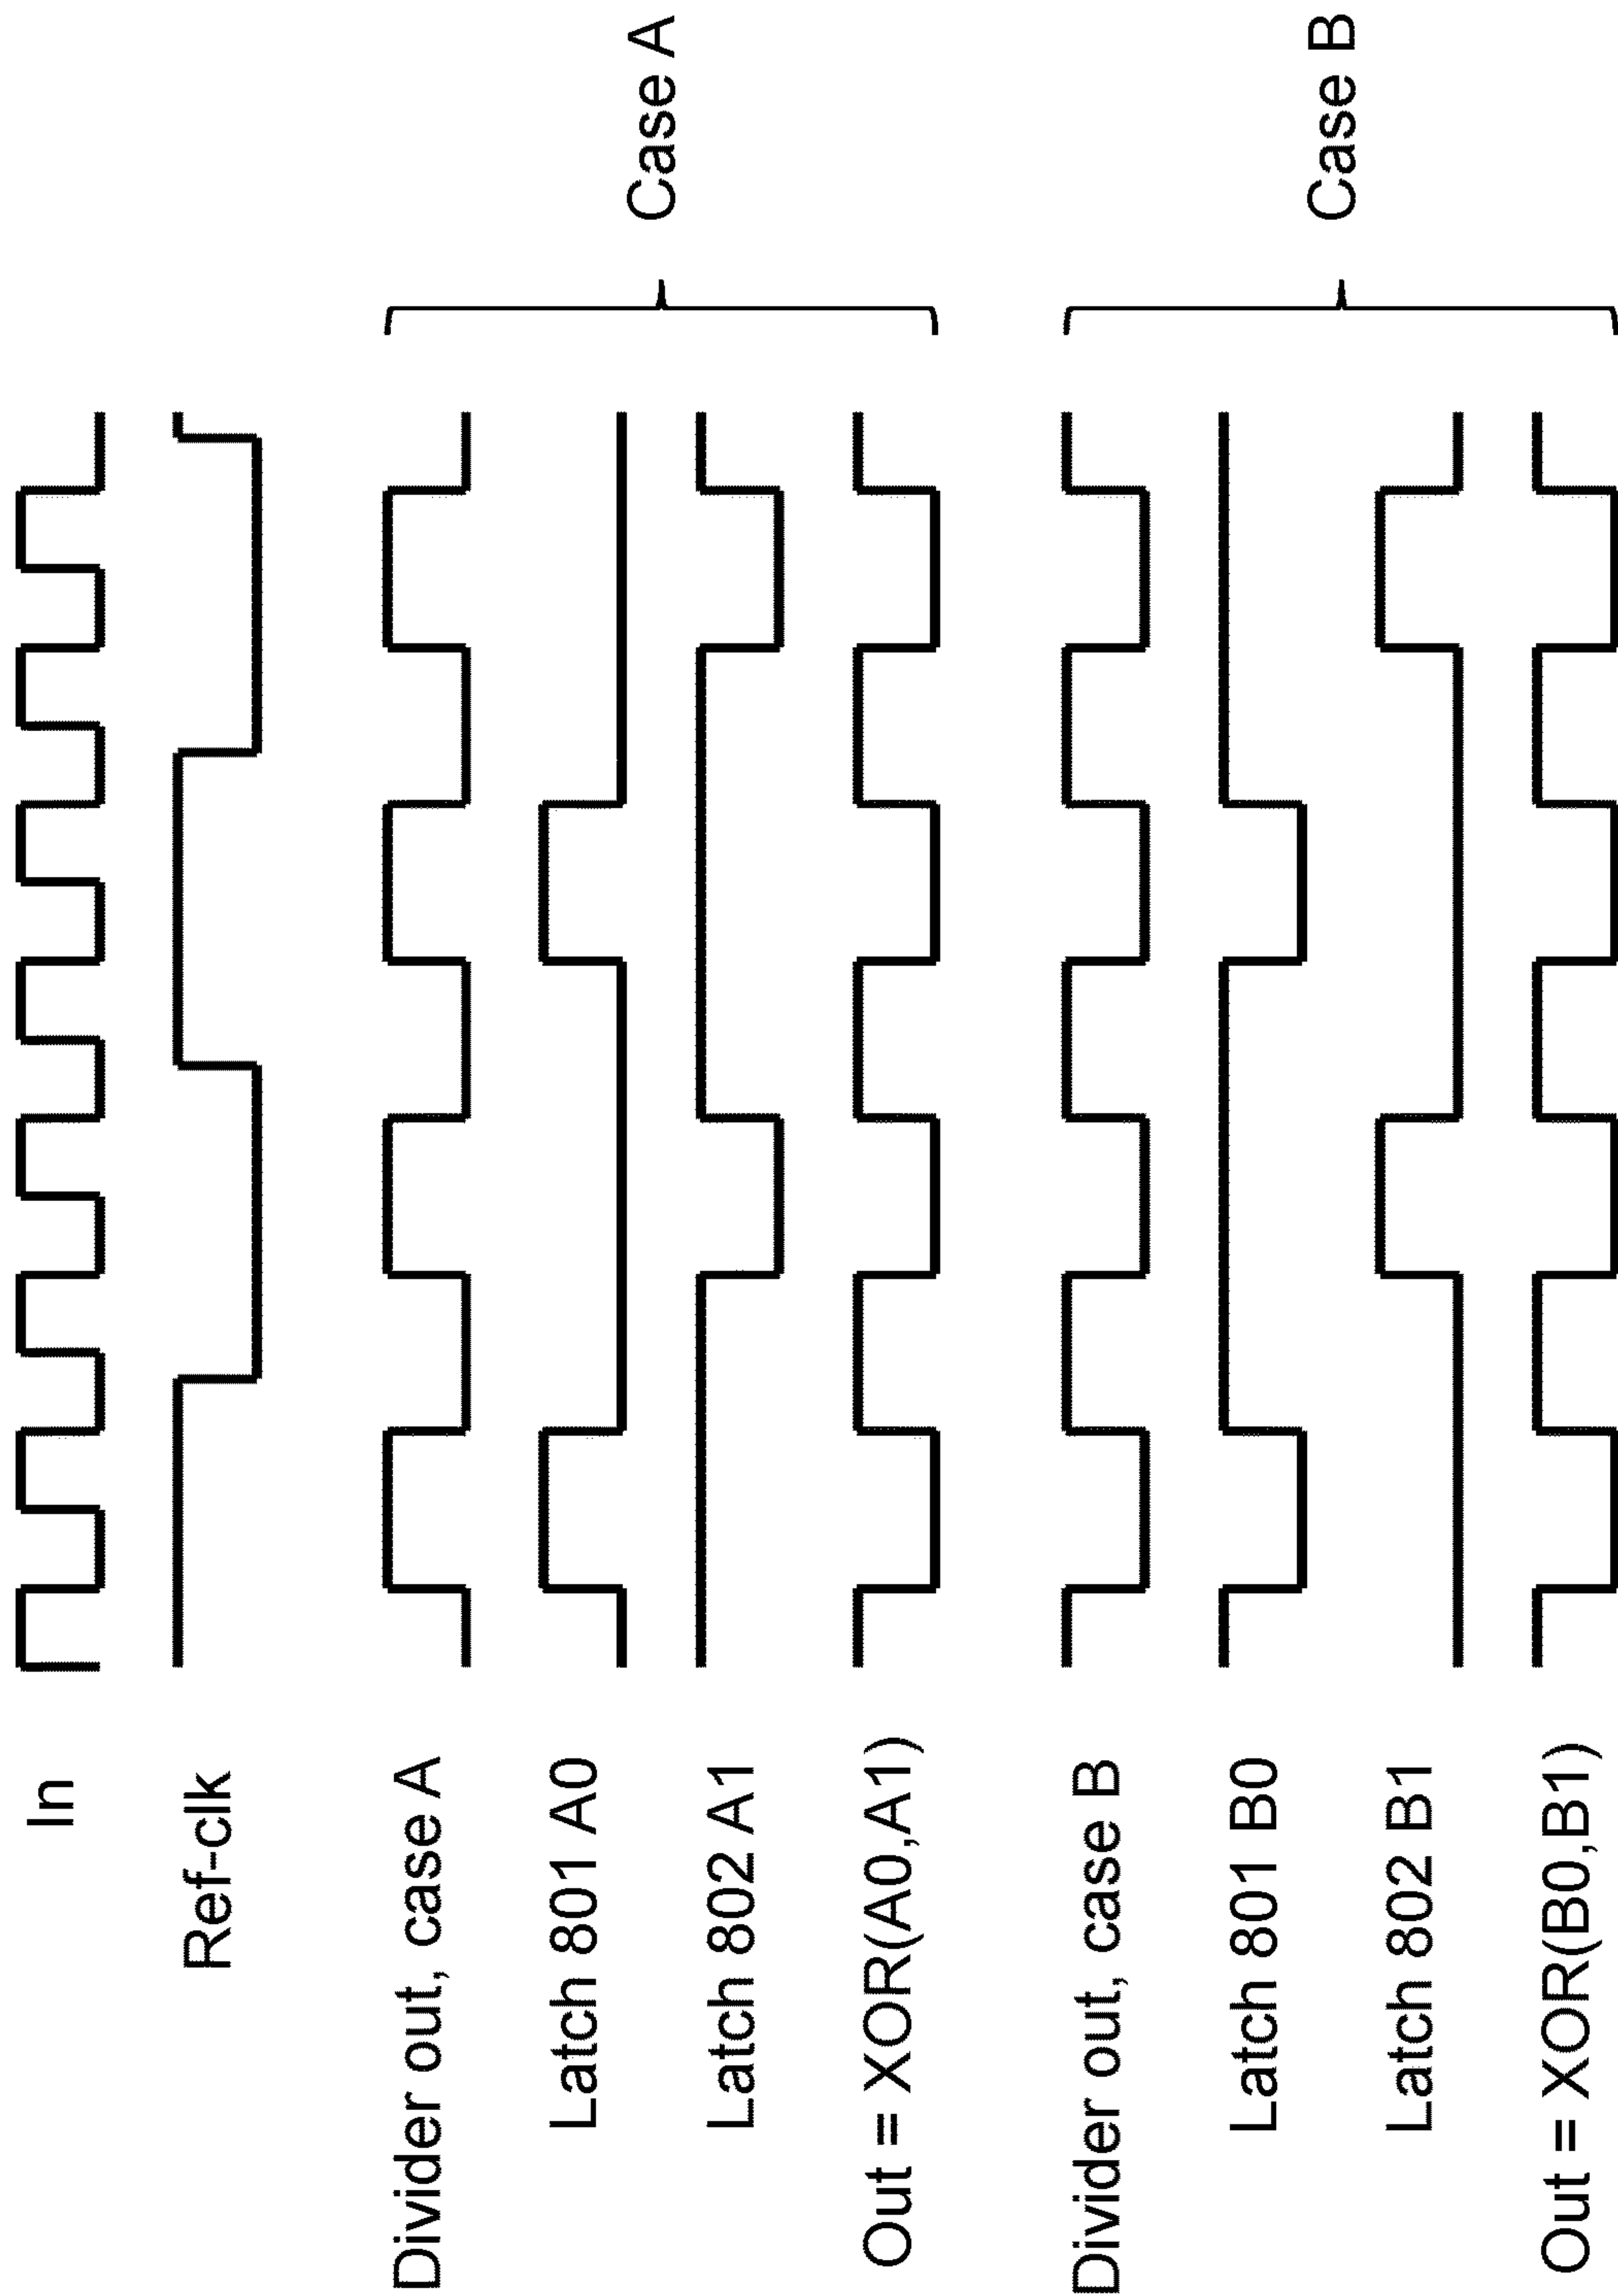 In
Ref-clk
Divider out, case A
Latch 801 A0
Latch 802 A1
Out = XOR(A0,A1)
Case A
Divider out, case B
Latch 801 B0
Latch 802 B1
Out = XOR(B0,B1)
Case B